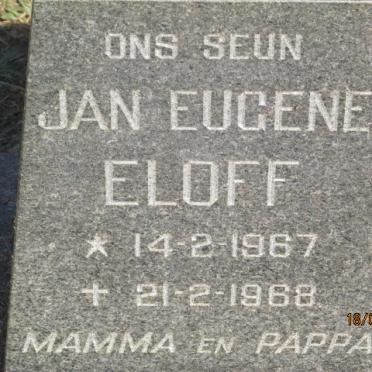 ONS SEUN
JAN EUGENE
ELOFF
* 14-2-1967
+ 21-2-1968
MAMMA EN PAPPA